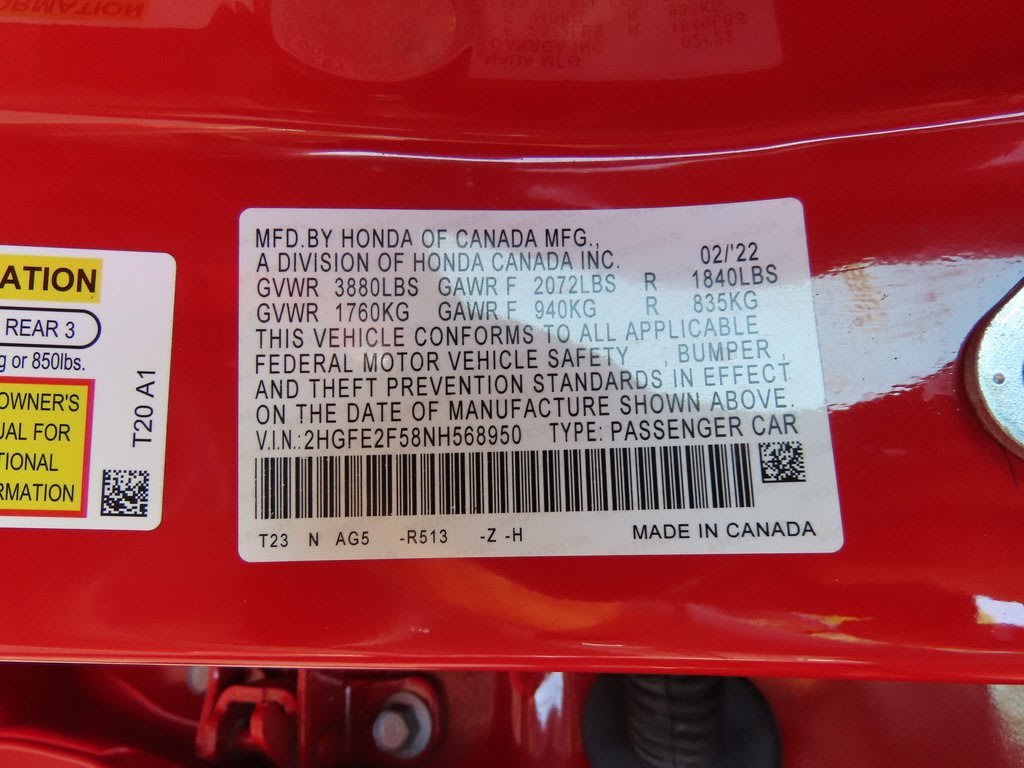 ATION
REAR 3
g or 850lbs.
OWNER'S
UAL FOR
TIONAL
RMATION
T20 A1
MFD.BY HONDA OF CANADA MFG.,
A DIVISION OF HONDA CANADA INC. 02/'22
GVWR 3880LBS GAWR F 2072LBS R 1840LBS
GVWR 1760KG GAWR F 940KG R 835KG
THIS VEHICLE CONFORMS TO ALL APPLICABLE
FEDERAL MOTOR VEHICLE SAFETY , BUMPER ,
AND THEFT PREVENTION STANDARDS IN EFFECT
ON THE DATE OF MANUFACTURE SHOWN ABOVE.
V.I.N.:2HGFE2F58NH568950 TYPE: PASSENGER CAR
T23 N AG5 -R513 -Z -H MADE IN CANADA